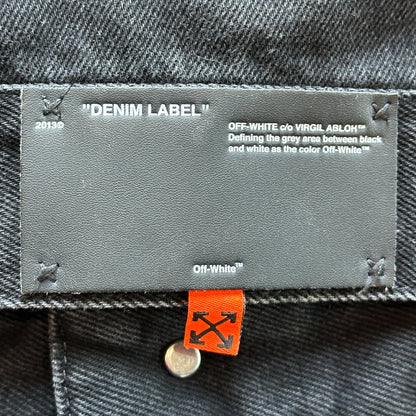 "DENIM LABEL"
2013©
OFF-WHITE c/o VIRGIL ABLOH™
Defining the grey area between black
and white as the color Off-White™
Off-White™